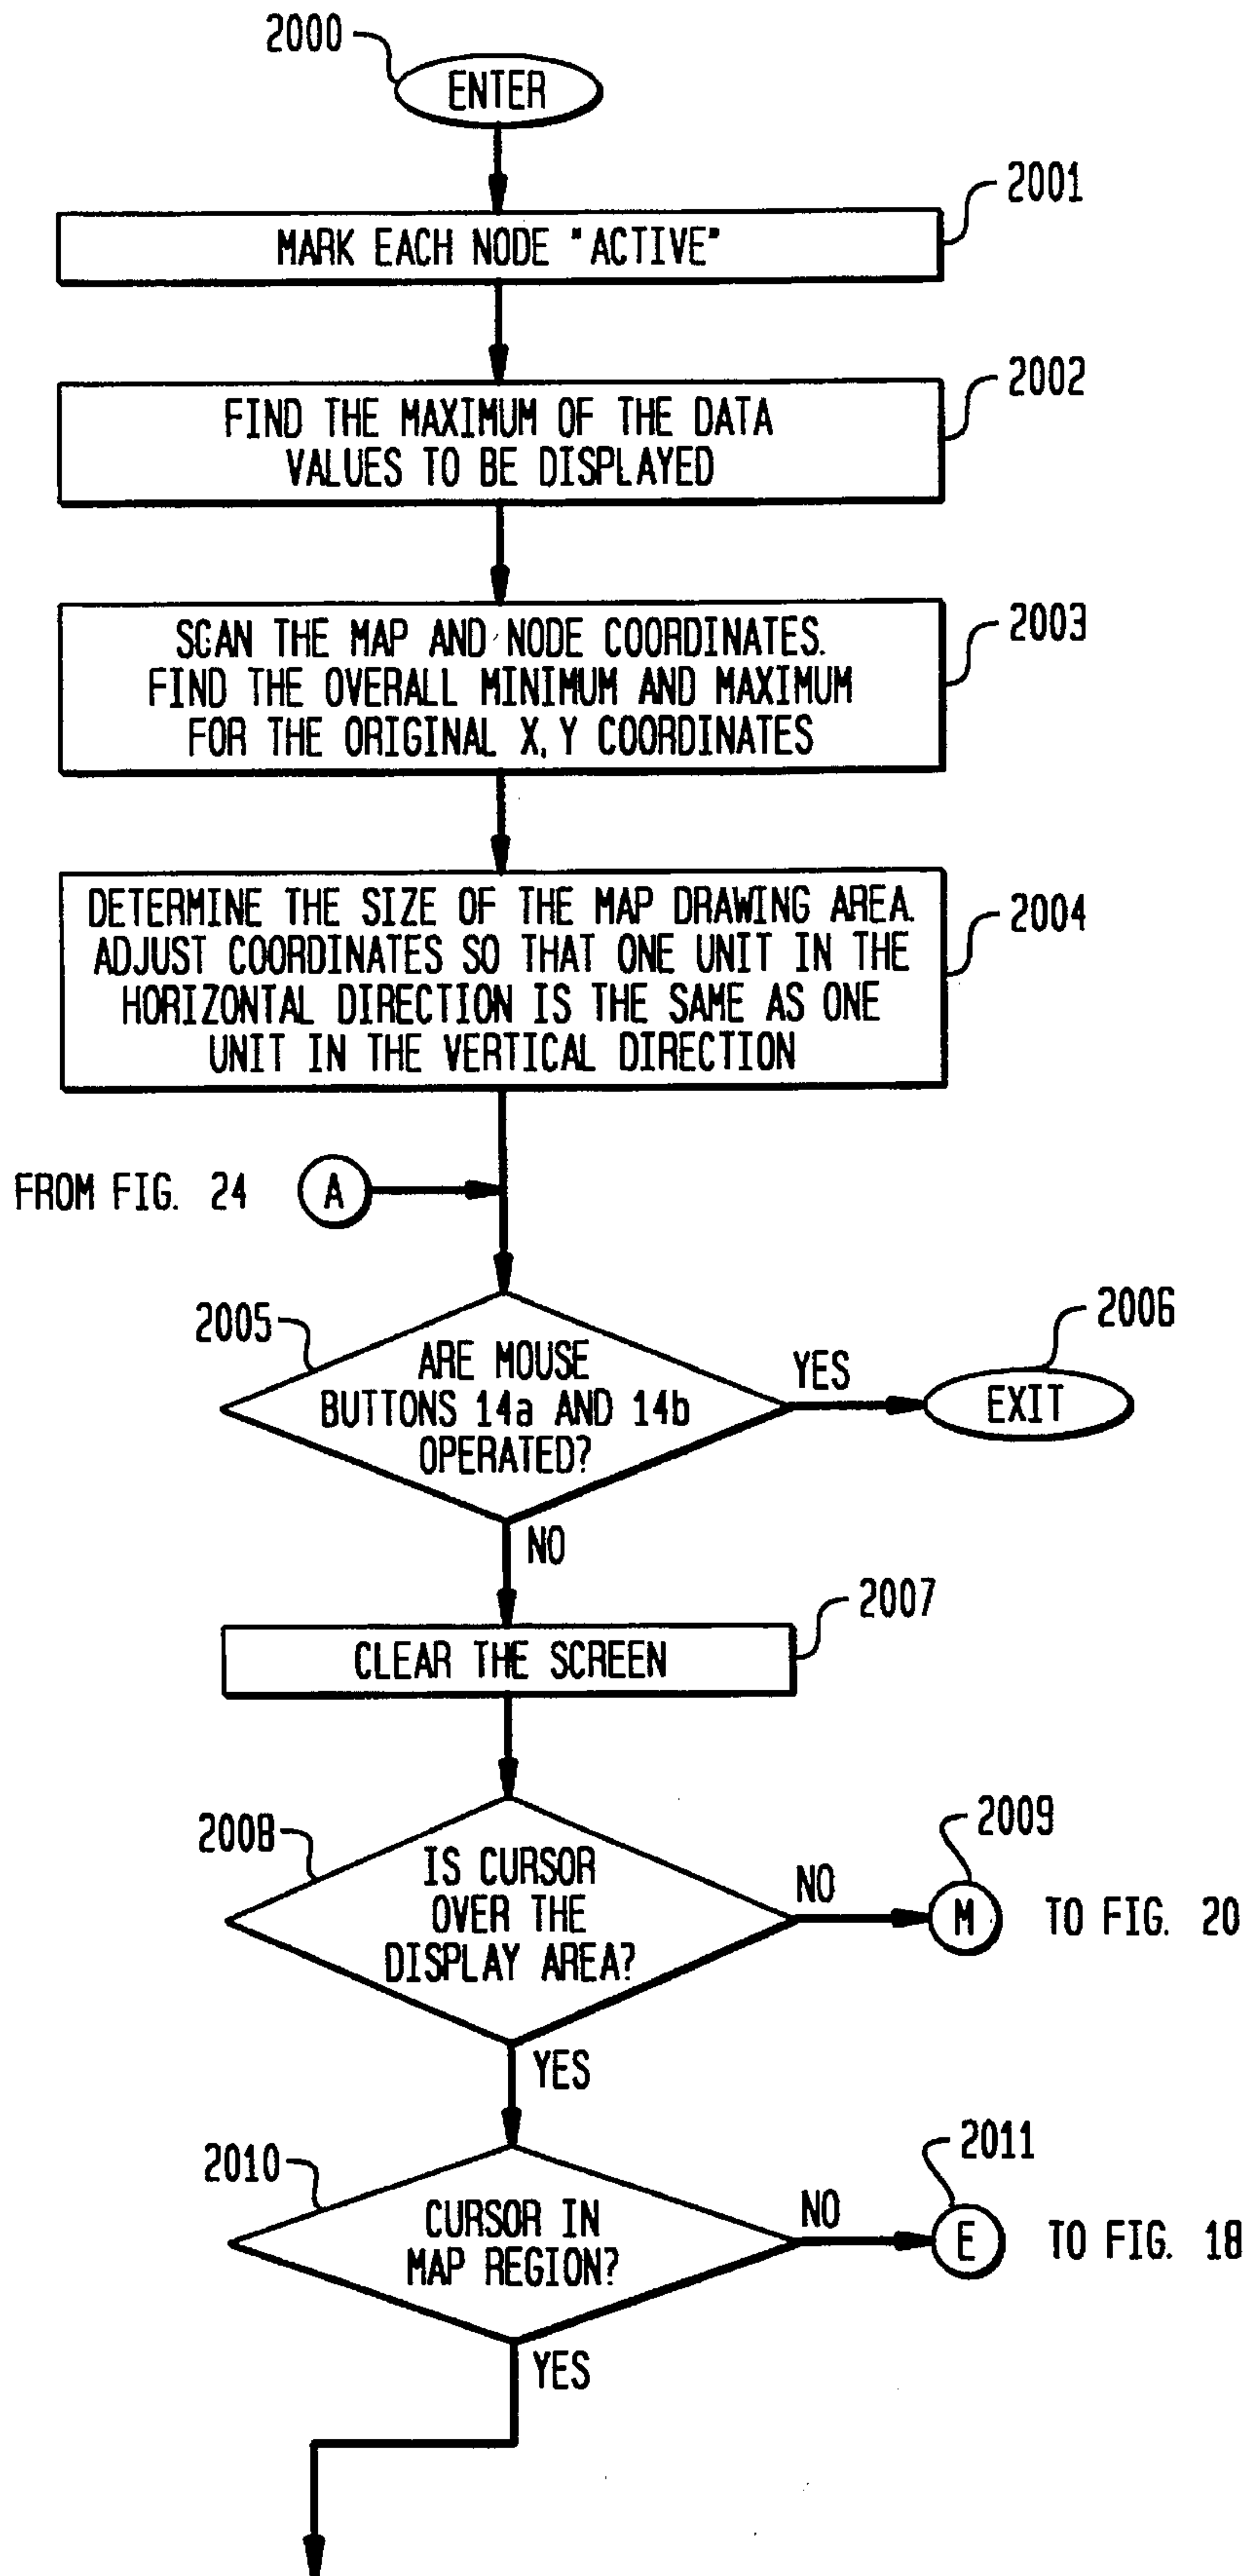 2000
ENTER
2001
MARK EACH NODE "ACTIVE"
2002
FIND THE MAXIMUM OF THE DATA
VALUES TO BE DISPLAYED
2003
SCAN THE MAP AND NODE COORDINATES.
FIND THE OVERALL MINIMUM AND MAXIMUM
FOR THE ORIGINAL X, Y COORDINATES
2004
DETERMINE THE SIZE OF THE MAP DRAWING AREA.
ADJUST COORDINATES SO THAT ONE UNIT IN THE
HORIZONTAL DIRECTION IS THE SAME AS ONE
UNIT IN THE VERTICAL DIRECTION
FROM FIG. 24 A
2005
ARE MOUSE
BUTTONS 14a AND 14b
OPERATED?
YES
2006
EXIT
NO
2007
CLEAR THE SCREEN
2008
IS CURSOR
OVER THE
DISPLAY AREA?
NO
2009
M TO FIG. 20
YES
2010
CURSOR IN
MAP REGION?
NO
2011
E TO FIG. 18
YES